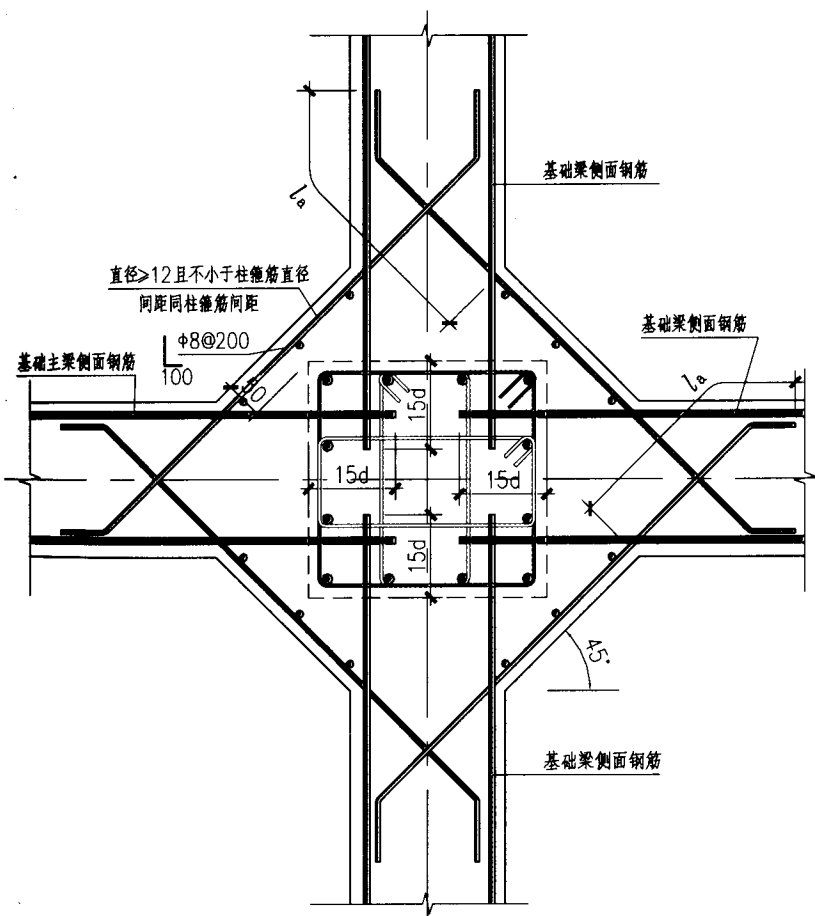 基础梁侧面钢筋
lₐ
直径≥12且不小于柱箍筋直径
间距同柱箍筋间距
基础梁侧面钢筋
Φ8@200
100
基础主梁侧面钢筋
lₐ
50
15d
15d
15d
15d
45°
基础梁侧面钢筋